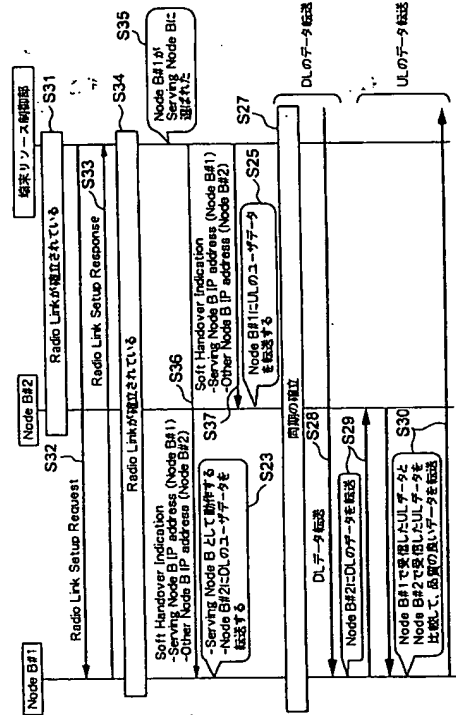 Node B#1
Node B#2
端末リソース制御部
S31
Radio Linkが確立されている
S32
Radio Link Setup Request
S33
Radio Link Setup Response
S34
Radio Linkが確立されている
S35
Node B#1が
Serving Node Bに
選ばれた
S36
Soft Handover Indication
-Serving Node B IP address (Node B#1)
-Other Node B IP address (Node B#2)
S37
Soft Handover Indication
-Serving Node B IP address (Node B#1)
-Other Node B IP address (Node B#2)
S23
-Serving Node B として動作する
-Node B#2にDLのユーザデータを
転送する
S25
Node B#1にULのユーザデータ
を転送する
S27
同期の確立
S28
DLデータ転送
DLのデータ転送
S29
Node B#2にDLのデータを転送
S30
Node B#1で受信したULデータと
Node B#2で受信したULデータを
比較して、品質の良いデータを転送
ULのデータ転送